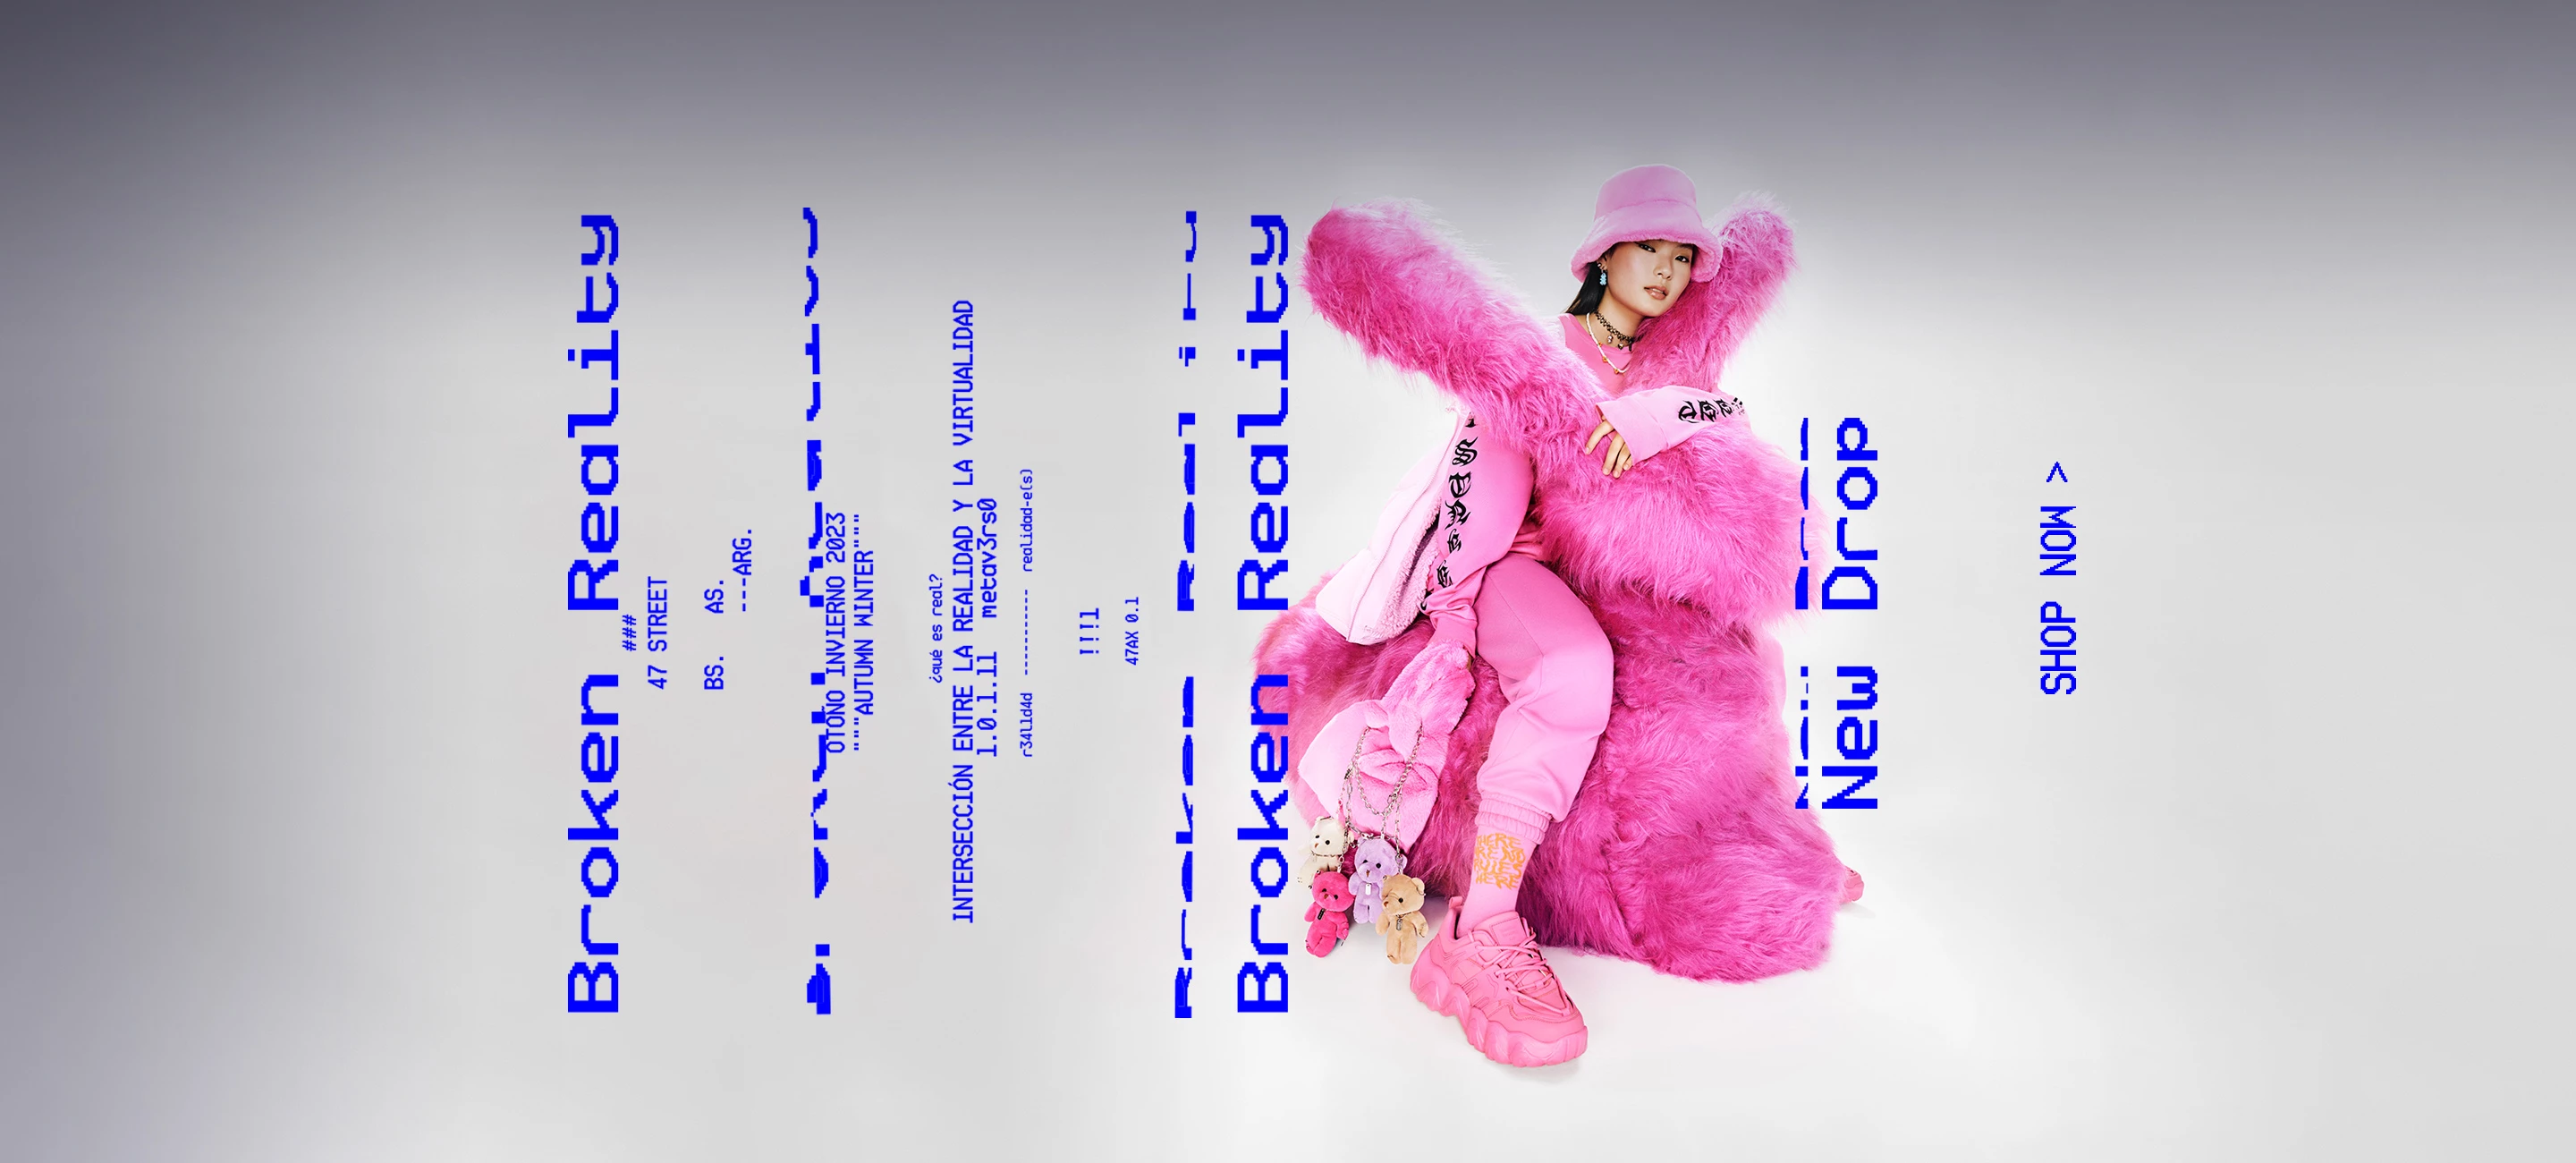 Broken Reality
###
47 STREET
BS. AS.
---ARG.
OTOÑO INVIERNO 2023
"""AUTUMN WINTER"""
¿qué es real?
INTERSECCIÓN ENTRE LA REALIDAD Y LA VIRTUALIDAD
1.0.1.11 metav3rs0
r34l1d4d ---------- realidad-e(s)
!!!1
47AX 0.1
Broken Reality
New Drop
SHOP NOW >